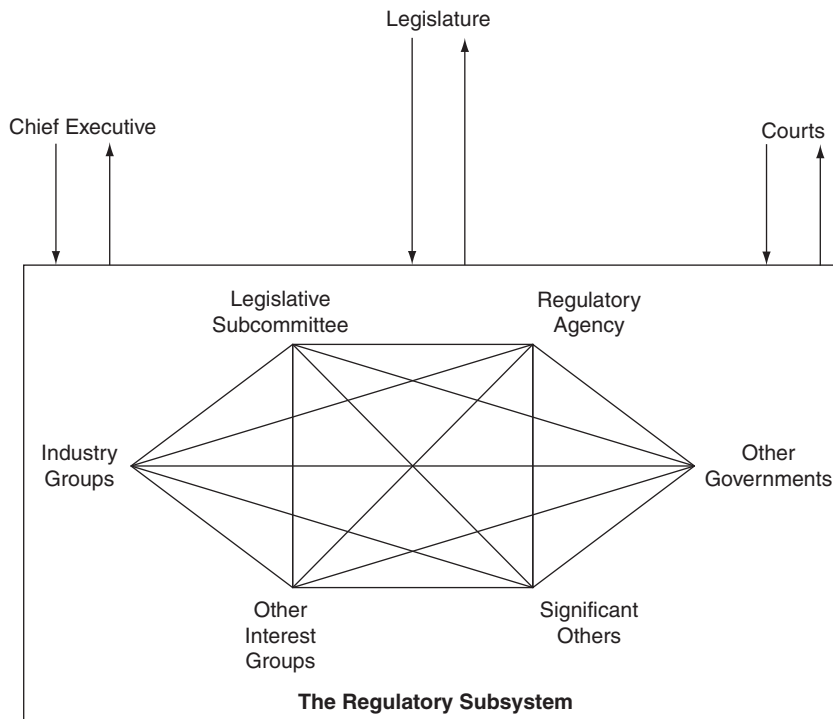 Legislature
Chief Executive
Courts
Legislative
Subcommittee
Regulatory
Agency
Industry
Groups
Other
Governments
Other
Interest
Groups
Significant
Others
The Regulatory Subsystem